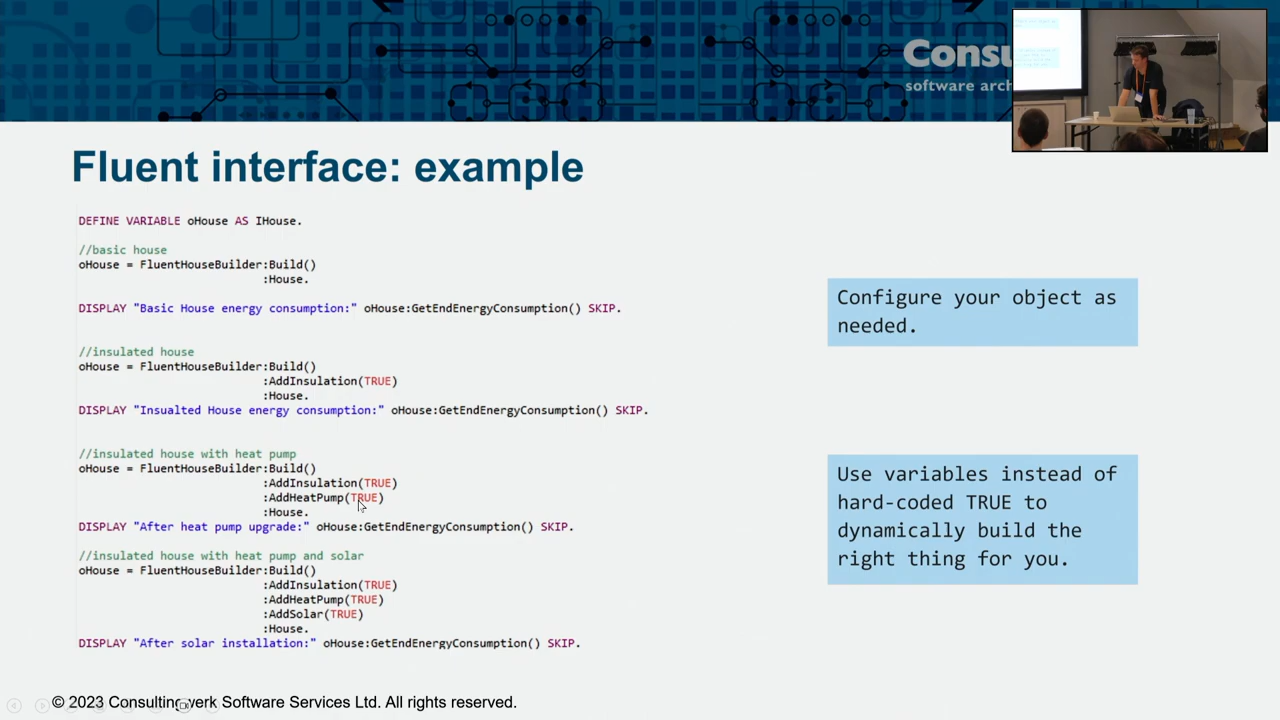 Fluent interface: example
DEFINE VARIABLE oHouse AS IHouse.
//basic house
oHouse = FluentHouseBuilder:Build()
:House.
DISPLAY "Basic House energy consumption:" oHouse:GetEndEnergyConsumption() SKIP.
//insulated house
oHouse = FluentHouseBuilder:Build()
:AddInsulation(TRUE)
:House.
DISPLAY "Insualted House energy consumption:" oHouse:GetEndEnergyConsumption() SKIP.
//insulated house with heat pump
oHouse = FluentHouseBuilder:Build()
:AddInsulation(TRUE)
:AddHeatPump(TRUE)
:House.
DISPLAY "After heat pump upgrade:" oHouse:GetEndEnergyConsumption() SKIP.
//insulated house with heat pump and solar
oHouse = FluentHouseBuilder:Build()
:AddInsulation(TRUE)
:AddHeatPump(TRUE)
:AddSolar(TRUE)
:House.
DISPLAY "After solar installation:" oHouse:GetEndEnergyConsumption() SKIP.
Configure your object as
needed.
Use variables instead of
hard-coded TRUE to
dynamically build the
right thing for you.
© 2023 Consultingwerk Software Services Ltd. All rights reserved.